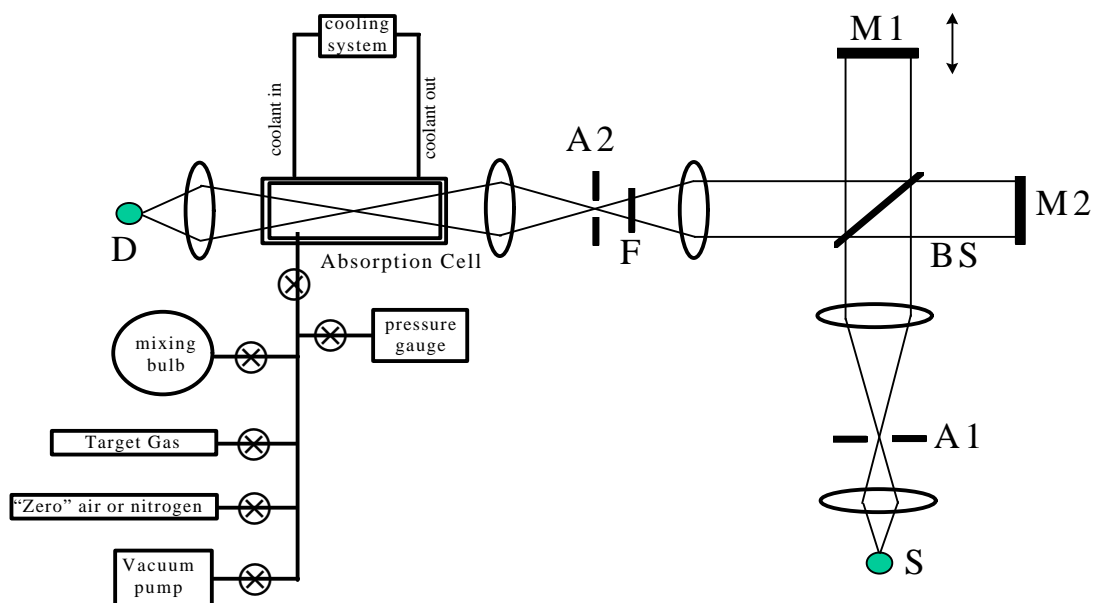 cooling
system
M1
coolant in
coolant out
A2
M2
D
F
BS
Absorption Cell
pressure
gauge
mixing
bulb
Target Gas
A1
“Zero” air or nitrogen
Vacuum
pump
S